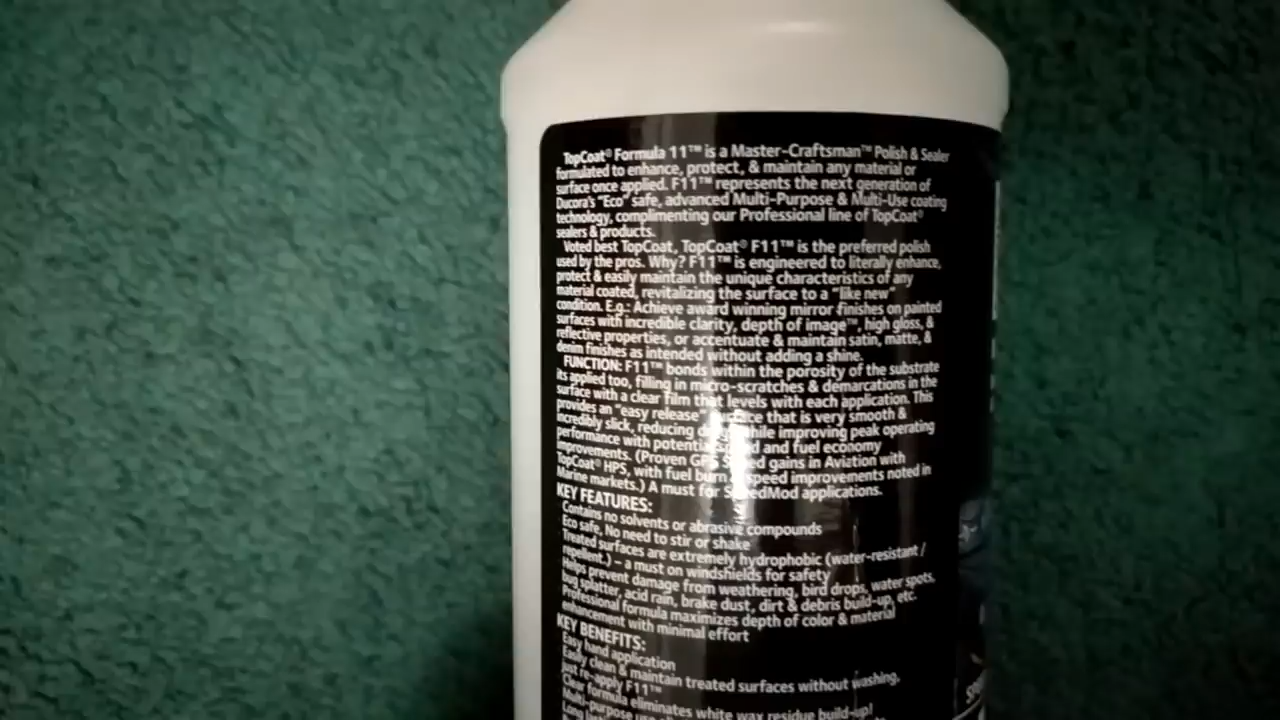 TopCoat® Formula 11™ is a Master-Craftsman™ Polish & Sealer
formulated to enhance, protect, & maintain any material or
surface once applied. F11™ represents the next generation of
Ducora's "Eco" safe, advanced Multi-Purpose & Multi-Use coating
technology, complimenting our Professional line of TopCoat®
sealers & products.
Voted best TopCoat, TopCoat® F11™ is the preferred polish
used by the pros. Why? F11™ is engineered to literally enhance,
protect & easily maintain the unique characteristics of any
material coated, revitalizing the surface to a "like new"
condition. E.g.: Achieve award winning mirror finishes on painted
surfaces with incredible clarity, depth of image™, high gloss, &
reflective properties, or accentuate & maintain satin, matte, &
denim finishes as intended without adding a shine.
FUNCTION: F11™ bonds within the porosity of the substrate
its applied too, filling in micro-scratches & demarcations in the
surface with a clear film that levels with each application. This
provides an "easy release" surface that is very smooth &
incredibly slick, reducing drag while improving peak operating
performance with potential speed and fuel economy
improvements. (Proven GPS Speed gains in Aviation with
TopCoat® HPS, with fuel burn / speed improvements noted in
Marine markets.) A must for SpeedMod applications.
KEY FEATURES:
Contains no solvents or abrasive compounds
Eco safe, No need to stir or shake
Treated surfaces are extremely hydrophobic (water-resistant /
repellent.) – a must on windshields for safety
Helps prevent damage from weathering, bird drops, water spots,
bug splatter, acid rain, brake dust, dirt & debris build-up, etc.
Professional formula maximizes depth of color & material
enhancement with minimal effort
KEY BENEFITS:
Easy hand application
Easily clean & maintain treated surfaces without washing,
just re-apply F11™
Clear formula eliminates white wax residue build-up!
Multi-purpose use
Long